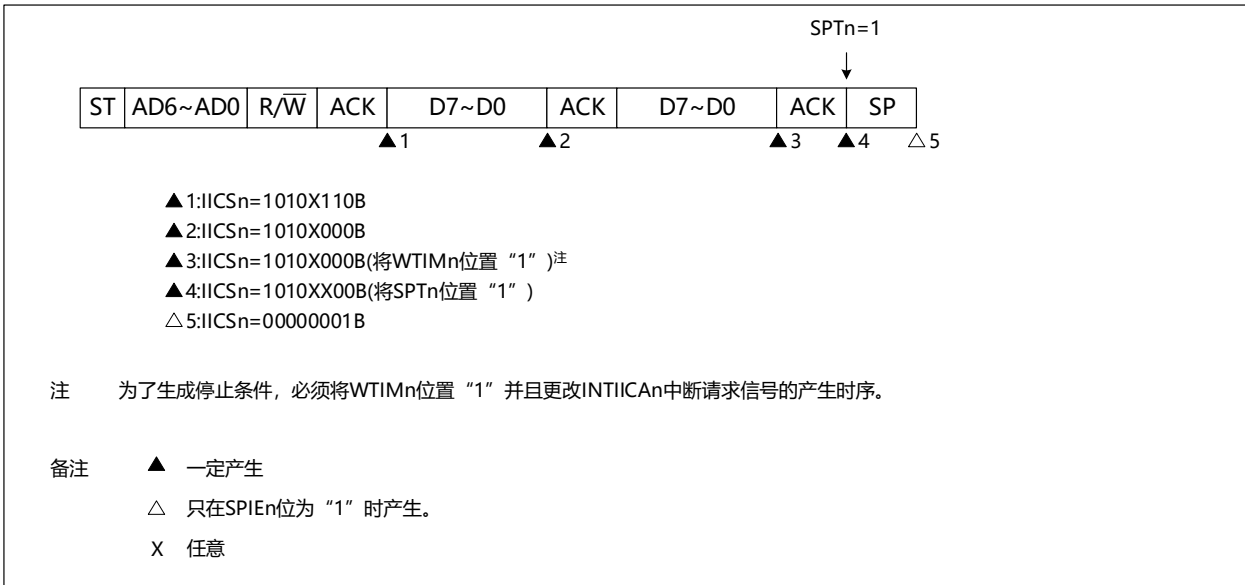 SPTn=1
ST AD6~AD0 R/W̅ ACK D7~D0 ACK D7~D0 ACK SP
▲1 ▲2 ▲3 ▲4 △5
▲1:IICSn=1010X110B
▲2:IICSn=1010X000B
▲3:IICSn=1010X000B(将WTIMn位置“1”)注
▲4:IICSn=1010XX00B(将SPTn位置“1”)
△5:IICSn=00000001B
注 为了生成停止条件，必须将WTIMn位置“1”并且更改INTIICAn中断请求信号的产生时序。
备注 ▲ 一定产生
△ 只在SPIEn位为“1”时产生。
X 任意